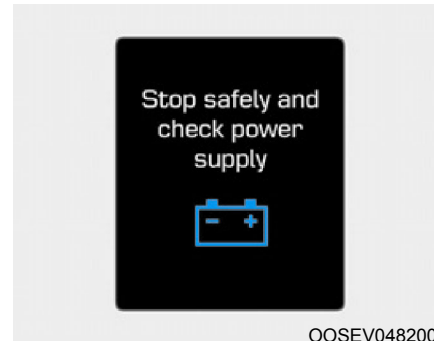 Stop safely and
check power
supply
- +
OOSEV048200